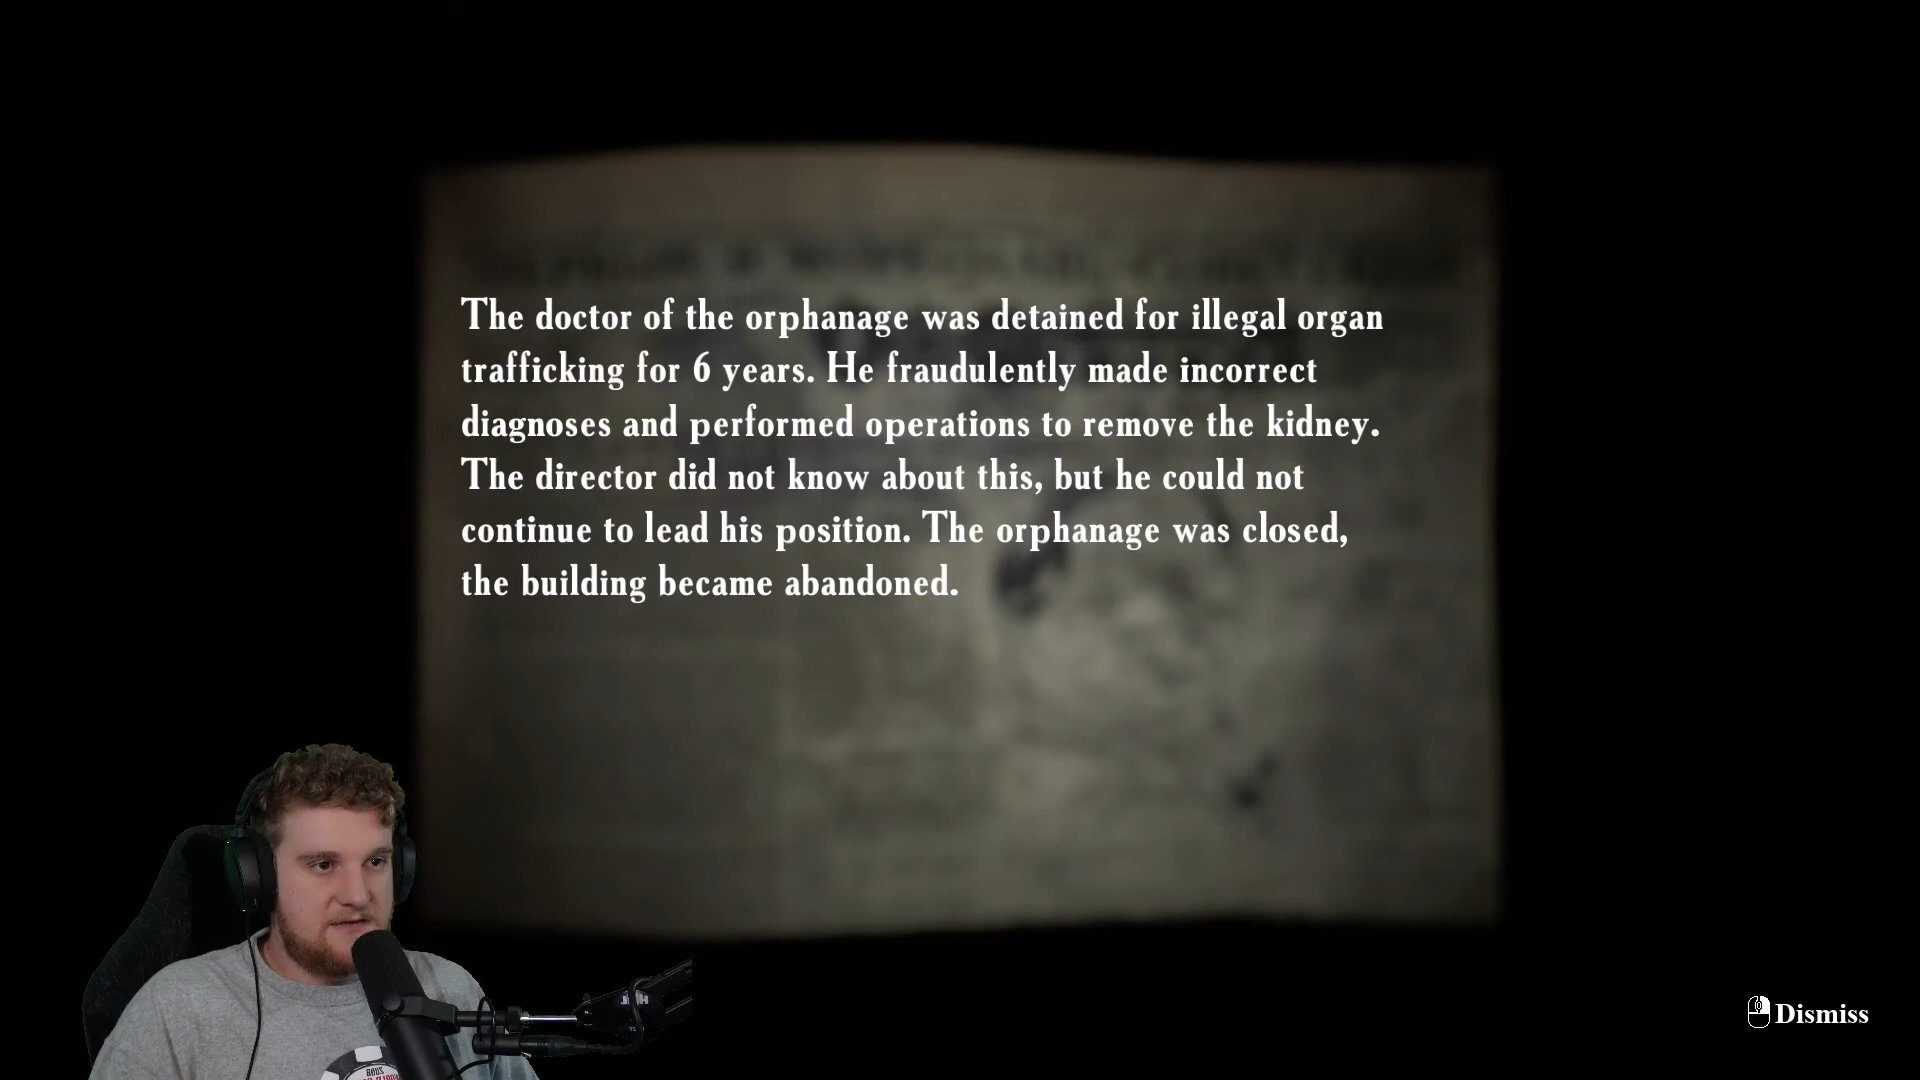 The doctor of the orphanage was detained for illegal organ
trafficking for 6 years. He fraudulently made incorrect
diagnoses and performed operations to remove the kidney.
The director did not know about this, but he could not
continue to lead his position. The orphanage was closed,
the building became abandoned.
Dismiss